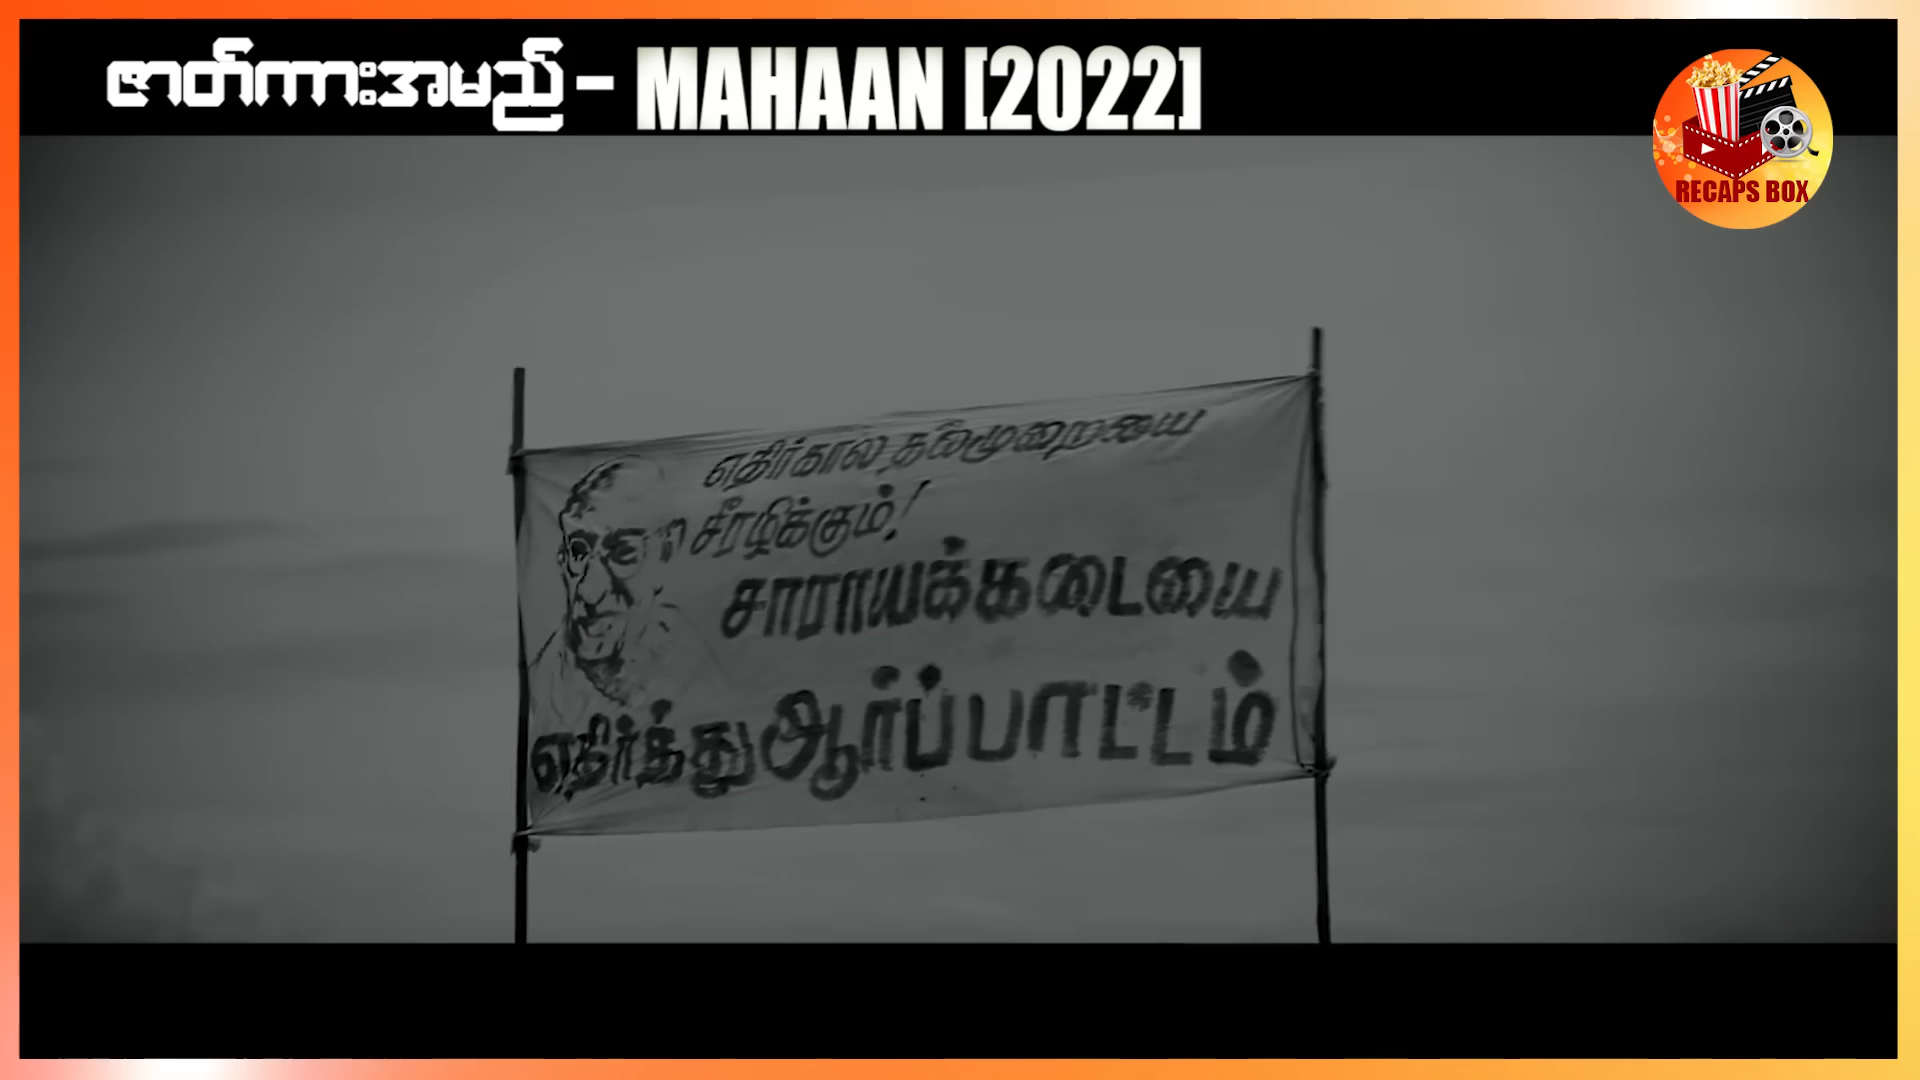 ဇာတ်ကားအမည် - MAHAAN [2022]
RECAPS BOX
எதிர்கால தலைமுறையை
சீரழிக்கும்!
சாராயக்கடையை
எதிர்த்து ஆர்ப்பாட்டம்